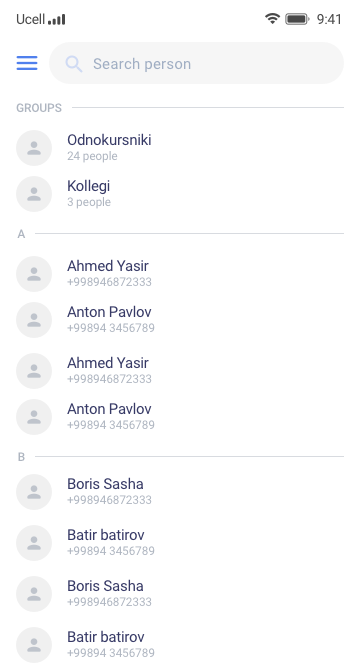 Ucell 9:41
Search person
GROUPS
Odnokursniki
24 people
Kollegi
3 people
A
Ahmed Yasir
+998946872333
Anton Pavlov
+99894 3456789
Ahmed Yasir
+998946872333
Anton Pavlov
+99894 3456789
B
Boris Sasha
+998946872333
Batir batirov
+99894 3456789
Boris Sasha
+998946872333
Batir batirov
+99894 3456789